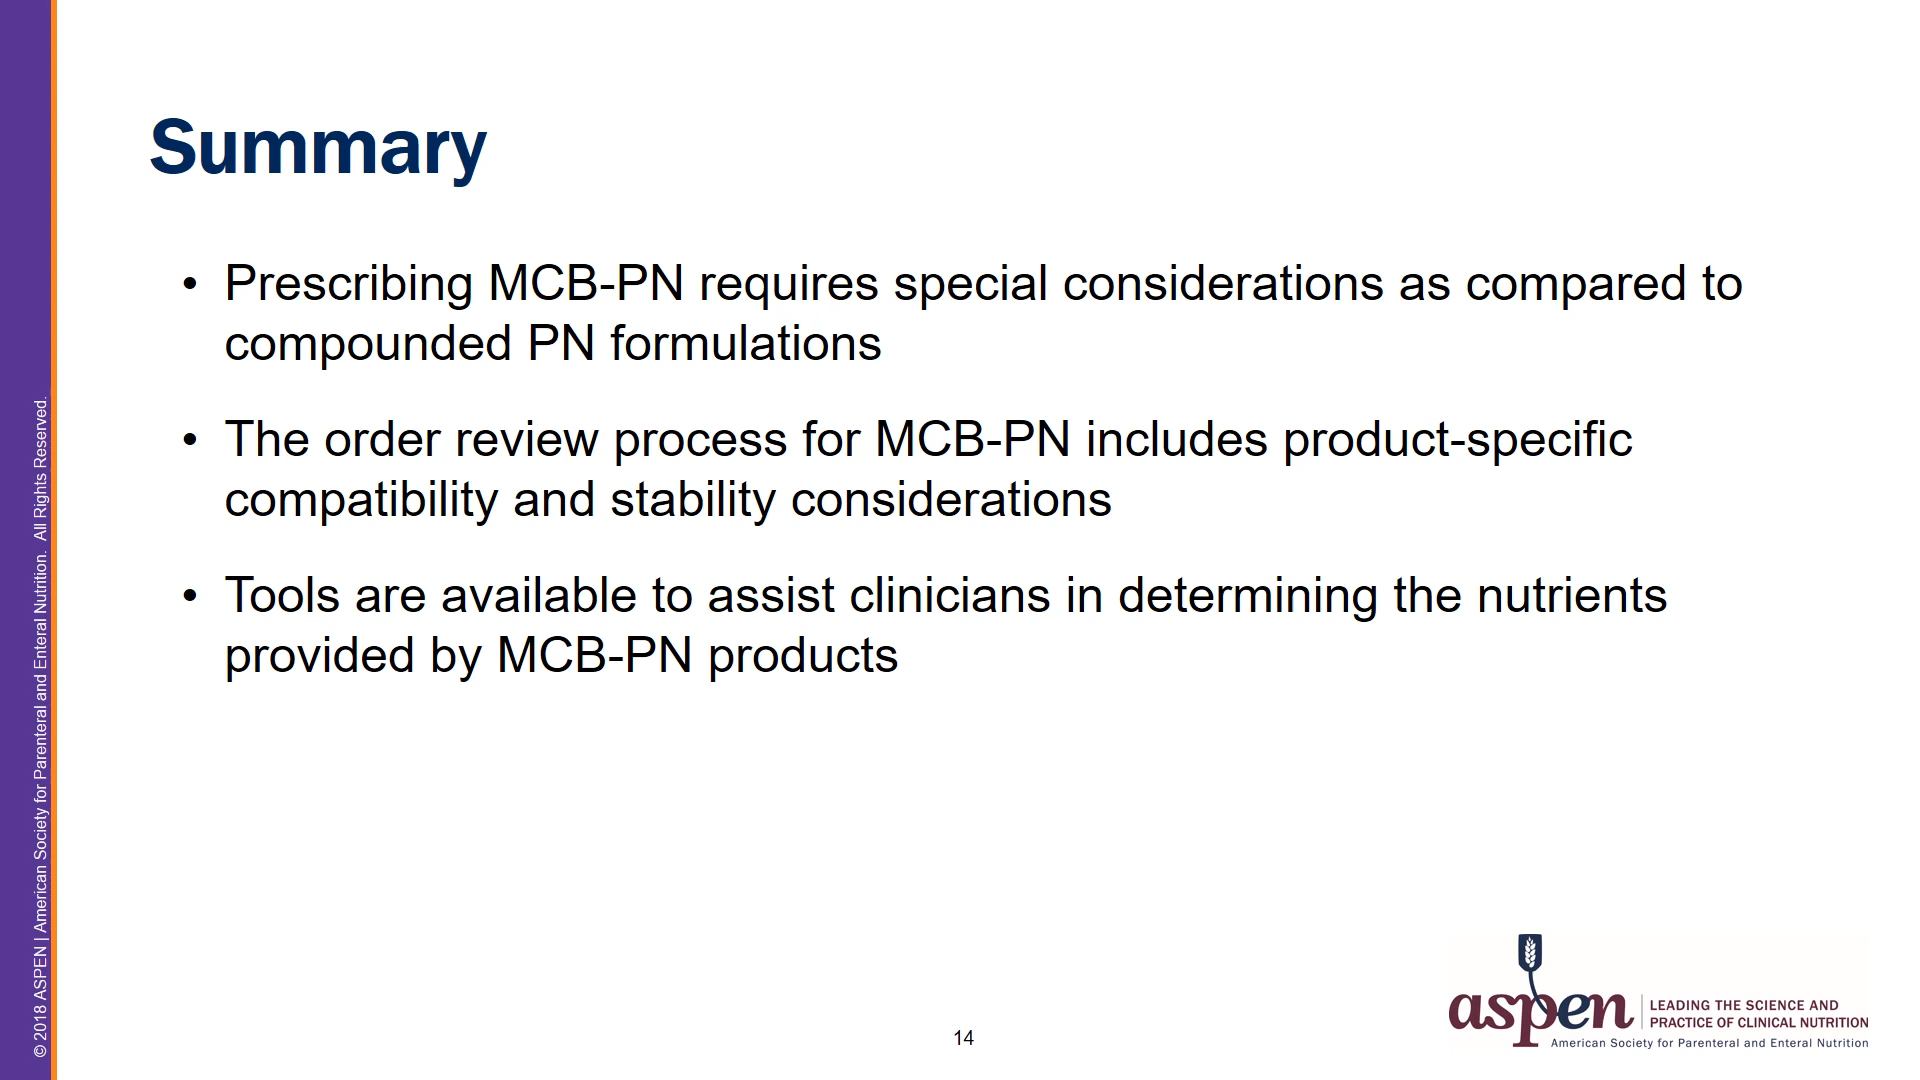 Summary
• Prescribing MCB-PN requires special considerations as compared to
compounded PN formulations
• The order review process for MCB-PN includes product-specific
compatibility and stability considerations
• Tools are available to assist clinicians in determining the nutrients
provided by MCB-PN products
© 2018 ASPEN | American Society for Parenteral and Enteral Nutrition. All Rights Reserved.
14
aspen
LEADING THE SCIENCE AND
PRACTICE OF CLINICAL NUTRITION
American Society for Parenteral and Enteral Nutrition